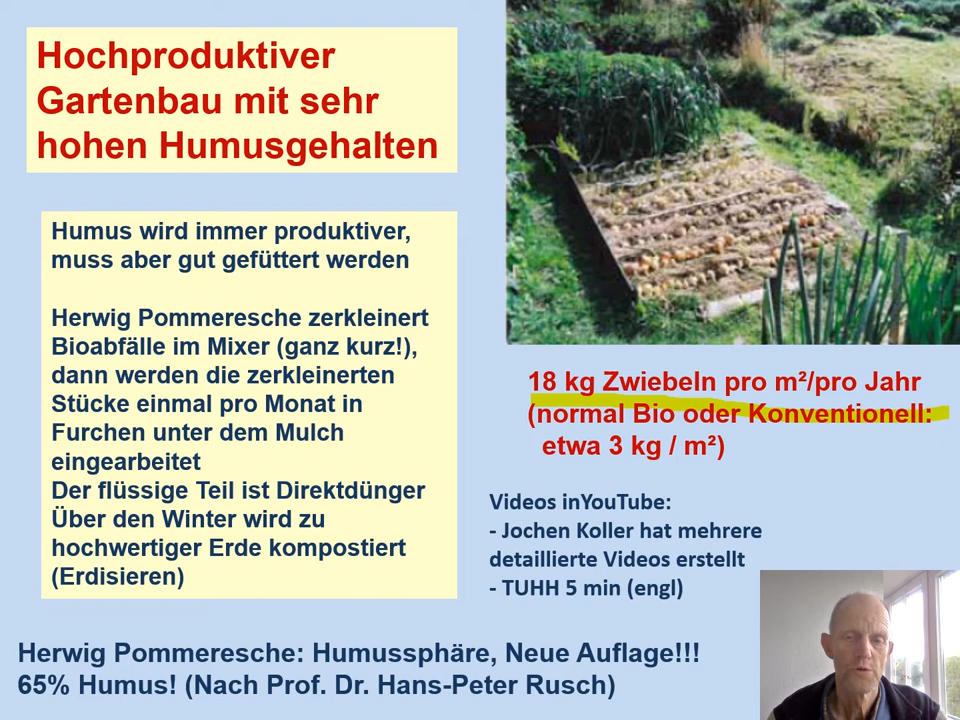 Hochproduktiver
Gartenbau mit sehr
hohen Humusgehalten
Humus wird immer produktiver,
muss aber gut gefüttert werden
Herwig Pommeresche zerkleinert
Bioabfälle im Mixer (ganz kurz!),
dann werden die zerkleinerten
Stücke einmal pro Monat in
Furchen unter dem Mulch
eingearbeitet
Der flüssige Teil ist Direktdünger
Über den Winter wird zu
hochwertiger Erde kompostiert
(Erdisieren)
18 kg Zwiebeln pro m²/pro Jahr
(normal Bio oder Konventionell:
etwa 3 kg / m²)
Videos inYouTube:
- Jochen Koller hat mehrere
detaillierte Videos erstellt
- TUHH 5 min (engl)
Herwig Pommeresche: Humussphäre, Neue Auflage!!!
65% Humus! (Nach Prof. Dr. Hans-Peter Rusch)